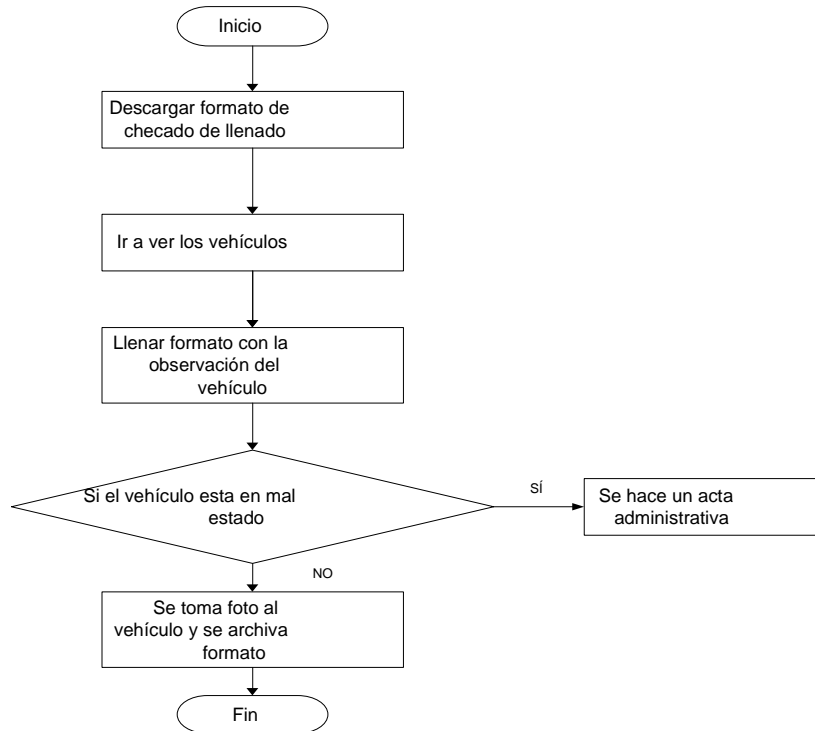 Inicio
Descargar formato de
checado de llenado
Ir a ver los vehículos
Llenar formato con la
observación del
vehículo
Si el vehículo esta en mal
estado
SÍ
Se hace un acta
administrativa
NO
Se toma foto al
vehículo y se archiva
formato
Fin